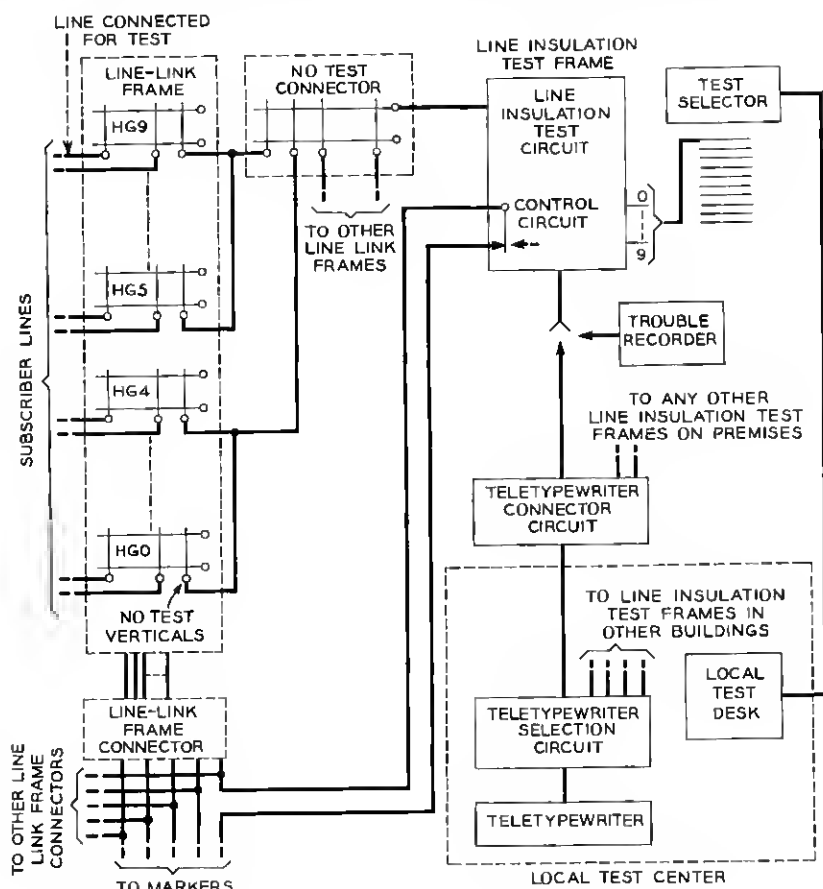 LINE CONNECTED
FOR TEST
LINE-LINK
FRAME
HG9
HG5
HG4
HG0
NO TEST
VERTICALS
SUBSCRIBER LINES
LINE-LINK
FRAME
CONNECTOR
TO OTHER LINE
LINK FRAME
CONNECTORS
TO MARKERS
NO TEST
CONNECTOR
TO OTHER
LINE LINK
FRAMES
LINE INSULATION
TEST FRAME
LINE
INSULATION
TEST
CIRCUIT
CONTROL
CIRCUIT
0
9
TEST
SELECTOR
TROUBLE
RECORDER
TO ANY OTHER
LINE INSULATION TEST
FRAMES ON PREMISES
TELETYPEWRITER
CONNECTOR
CIRCUIT
TO LINE INSULATION
TEST FRAMES IN
OTHER BUILDINGS
TELETYPEWRITER
SELECTION
CIRCUIT
LOCAL
TEST
DESK
TELETYPEWRITER
LOCAL TEST CENTER